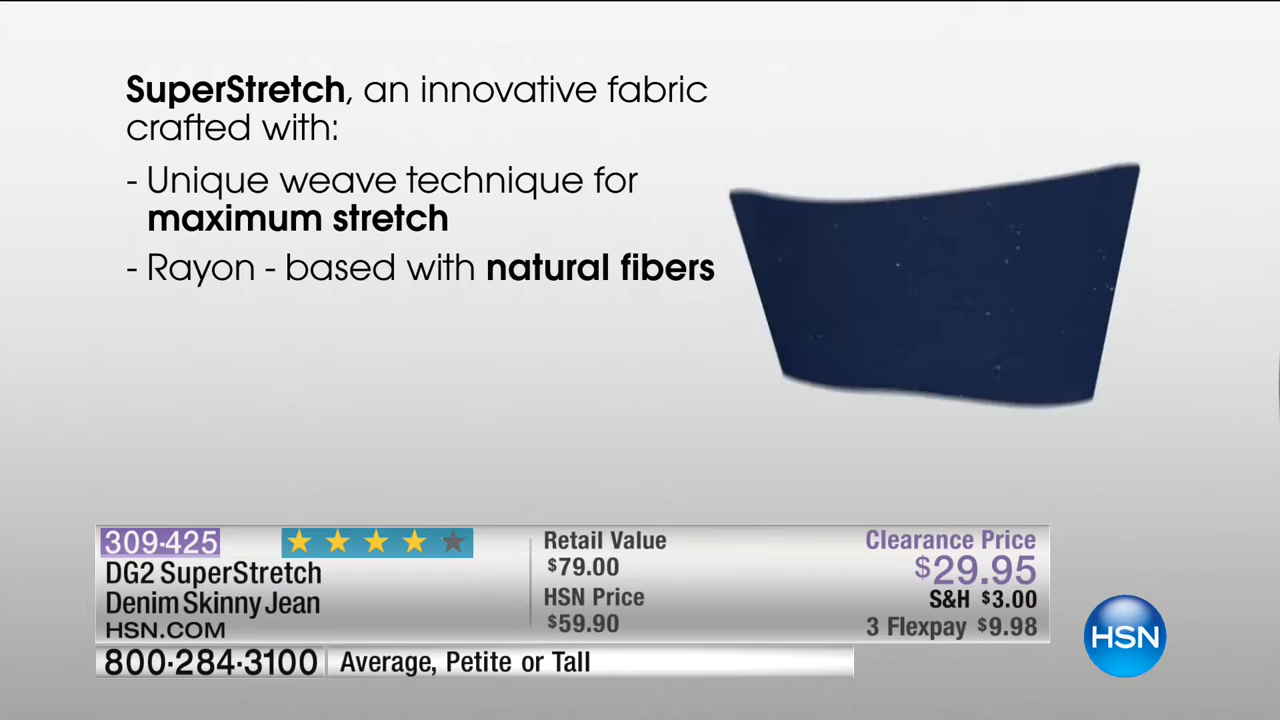 SuperStretch, an innovative fabric
crafted with:
- Unique weave technique for
maximum stretch
- Rayon - based with natural fibers
309-425
DG2 SuperStretch
Denim Skinny Jean
HSN.COM
Retail Value
$79.00
HSN Price
$59.90
Clearance Price
$29.95
S&H $3.00
3 Flexpay $9.98
HSN
800-284-3100
Average, Petite or Tall